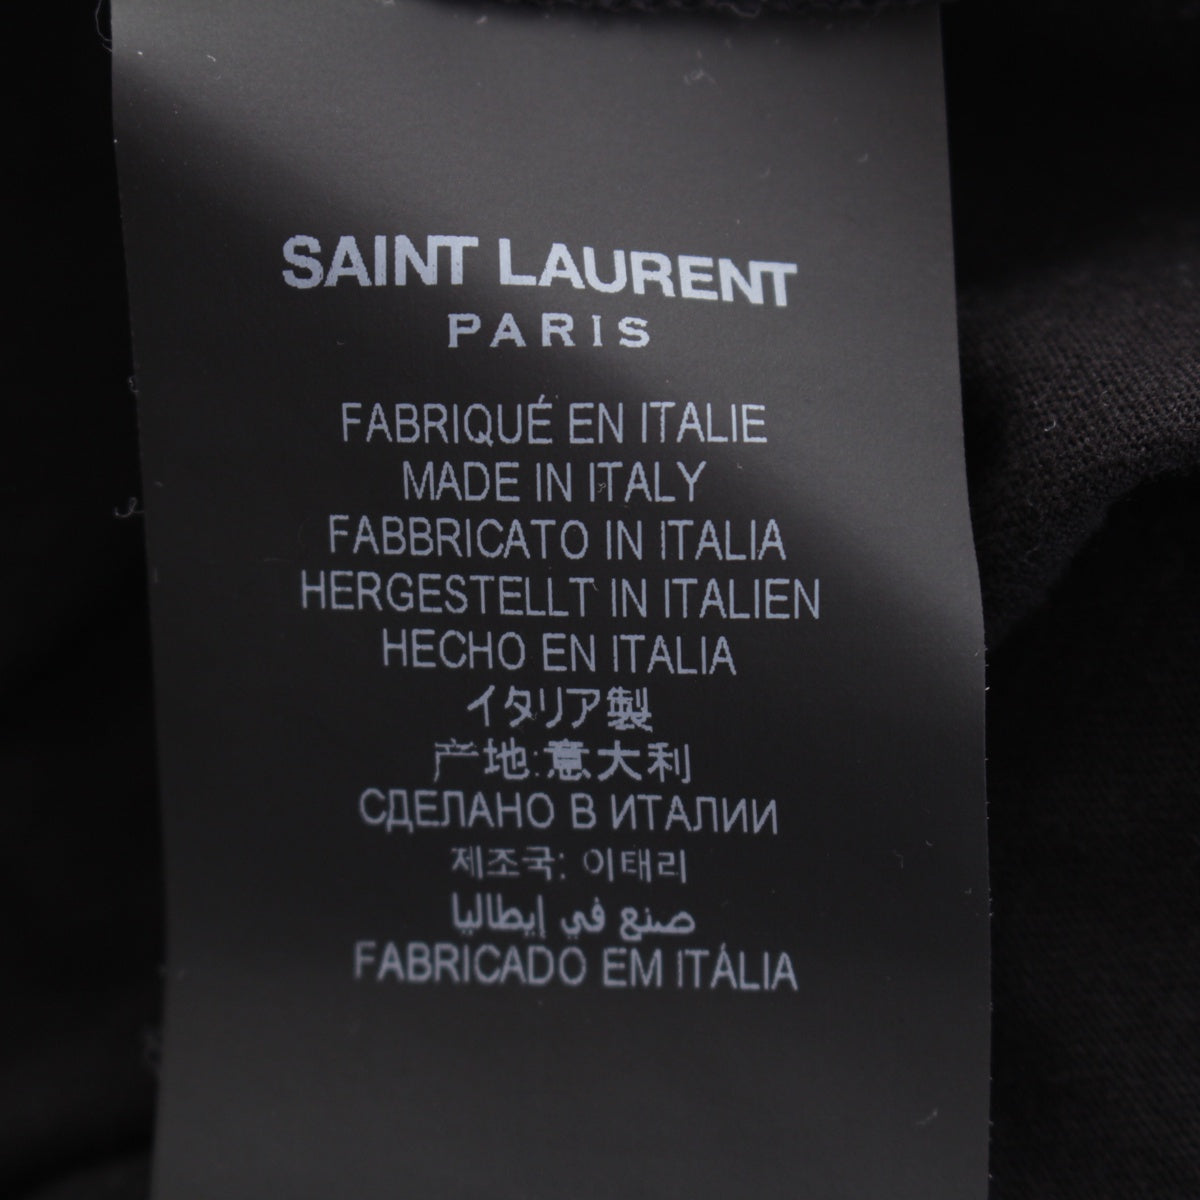 SAINT LAURENT
PARIS
FABRIQUÉ EN ITALIE
MADE IN ITALY
FABBRICATO IN ITALIA
HERGESTELLT IN ITALIEN
HECHO EN ITALIA
イタリア製
产地:意大利
СДЕЛАНО В ИТАЛИИ
제조국: 이태리
صنع في إيطاليا
FABRICADO EM ITÁLIA